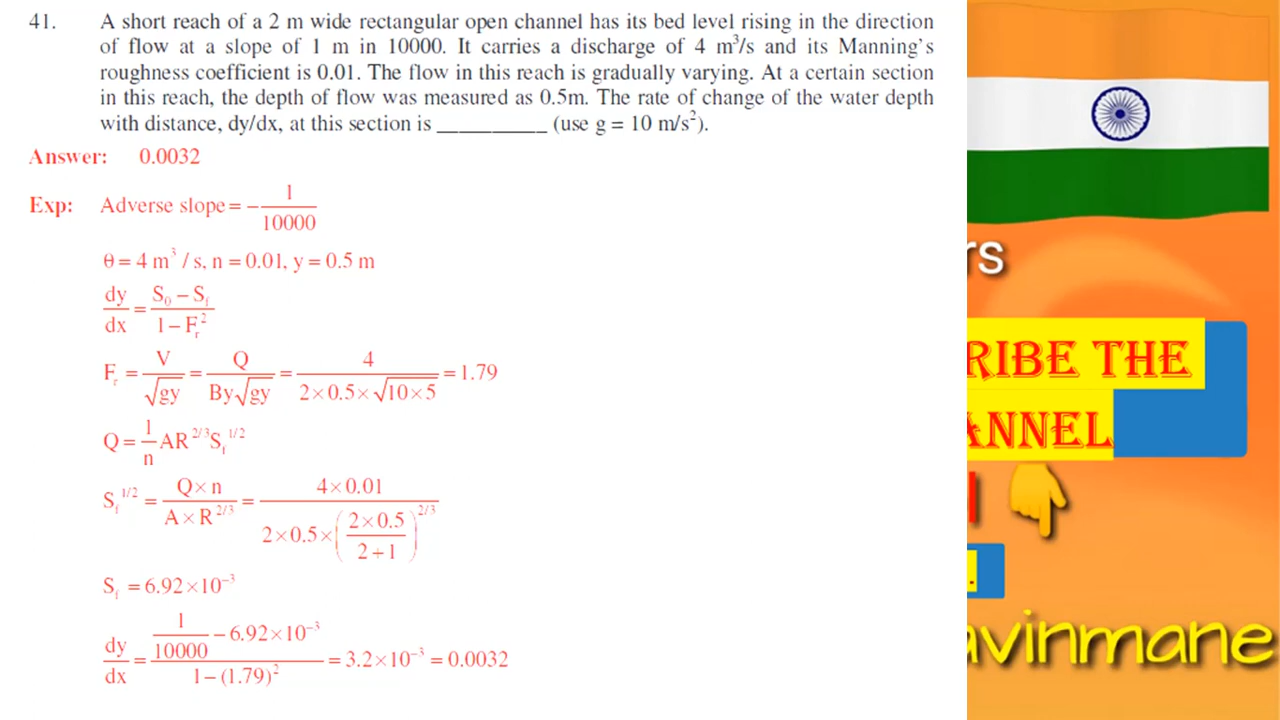 41. A short reach of a 2 m wide rectangular open channel has its bed level rising in the direction
of flow at a slope of 1 m in 10000. It carries a discharge of 4 m³/s and its Manning's
roughness coefficient is 0.01. The flow in this reach is gradually varying. At a certain section
in this reach, the depth of flow was measured as 0.5m. The rate of change of the water depth
with distance, dy/dx, at this section is __________ (use g = 10 m/s²).
Answer: 0.0032
Exp: Adverse slope = − 1/10000
θ = 4 m³ / s, n = 0.01, y = 0.5 m
dy/dx = (S₀ − S_f)/(1 − F_r²)
F_r = V/√gy = Q/(By√gy) = 4/(2×0.5×√10×5) = 1.79
Q = 1/n AR^2/3 S_f^1/2
S_f^1/2 = (Q×n)/(A×R^2/3) = (4×0.01)/(2×0.5×((2×0.5)/(2+1))^2/3)
S_f = 6.92×10⁻³
dy/dx = (1/10000 − 6.92×10⁻³)/(1−(1.79)²) = 3.2×10⁻³ = 0.0032
rs
RIBE THE
ANNEL
avinmane